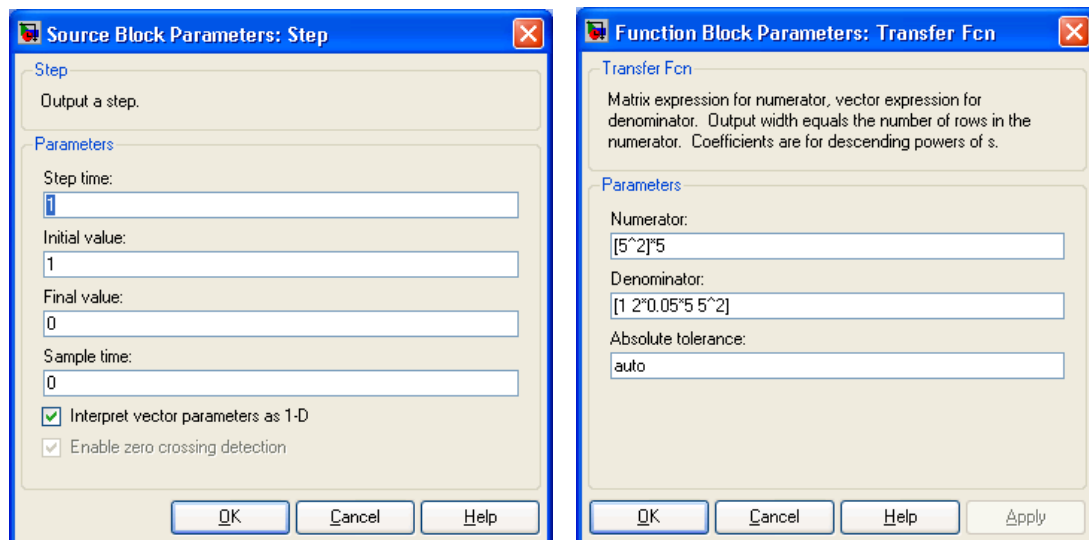 Source Block Parameters: Step
Step
Output a step.
Parameters
Step time:
1
Initial value:
1
Final value:
0
Sample time:
0
Interpret vector parameters as 1-D
Enable zero crossing detection
OK Cancel Help
Function Block Parameters: Transfer Fcn
Transfer Fcn
Matrix expression for numerator, vector expression for
denominator. Output width equals the number of rows in the
numerator. Coefficients are for descending powers of s.
Parameters
Numerator:
[5^2]*5
Denominator:
[1 2*0.05*5 5^2]
Absolute tolerance:
auto
OK Cancel Help Apply